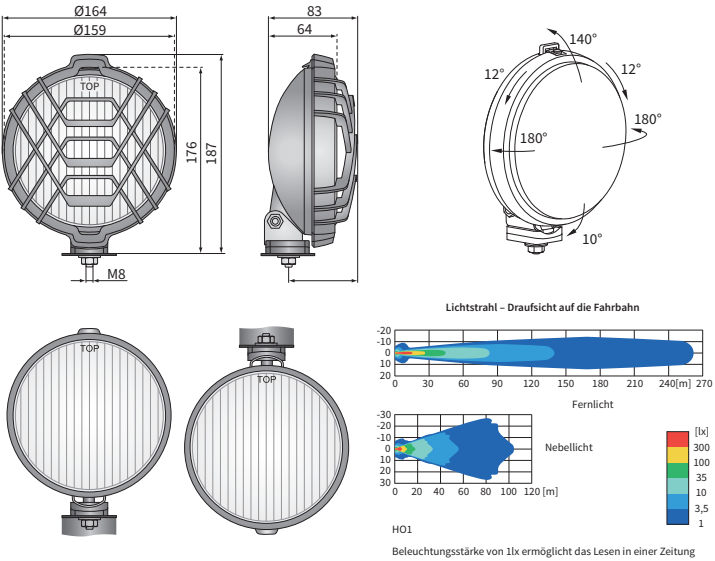 Ø164
Ø159
TOP
176
187
M8
83
64
140°
12°
12°
180°
180°
10°
TOP
TOP
Lichtstrahl – Draufsicht auf die Fahrbahn
-20
-10
0
10
20
0 30 60 90 120 150 180 210 240[m] 270
Fernlicht
-30
-20
-10
0
10
20
30
0 20 40 60 80 100 120 [m]
Nebellicht
[lx]
300
100
35
10
3,5
1
HO1
Beleuchtungsstärke von 1lx ermöglicht das Lesen in einer Zeitung